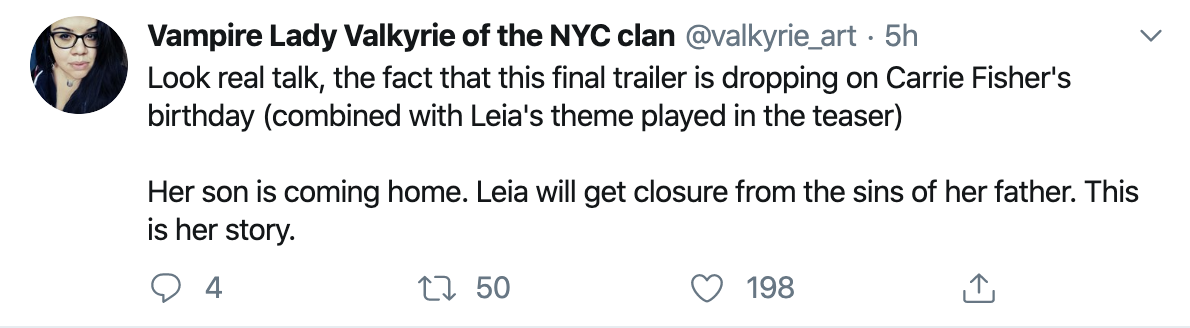 Vampire Lady Valkyrie of the NYC clan @valkyrie_art · 5h
Look real talk, the fact that this final trailer is dropping on Carrie Fisher's
birthday (combined with Leia's theme played in the teaser)
Her son is coming home. Leia will get closure from the sins of her father. This
is her story.
4 50 198